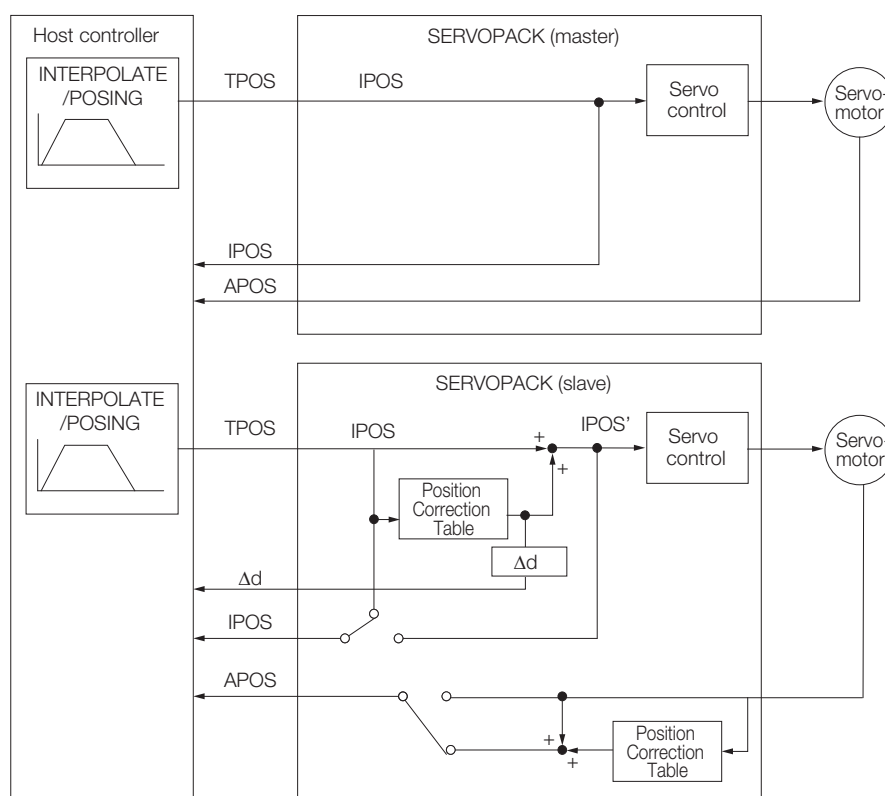 Host controller
INTERPOLATE
/POSING
TPOS
IPOS
SERVOPACK (master)
Servo
control
Servo-
motor
IPOS
APOS
SERVOPACK (slave)
INTERPOLATE
/POSING
TPOS
IPOS
+
+
IPOS'
Servo
control
Servo-
motor
Position
Correction
Table
Δd
Δd
IPOS
APOS
+
+
Position
Correction
Table